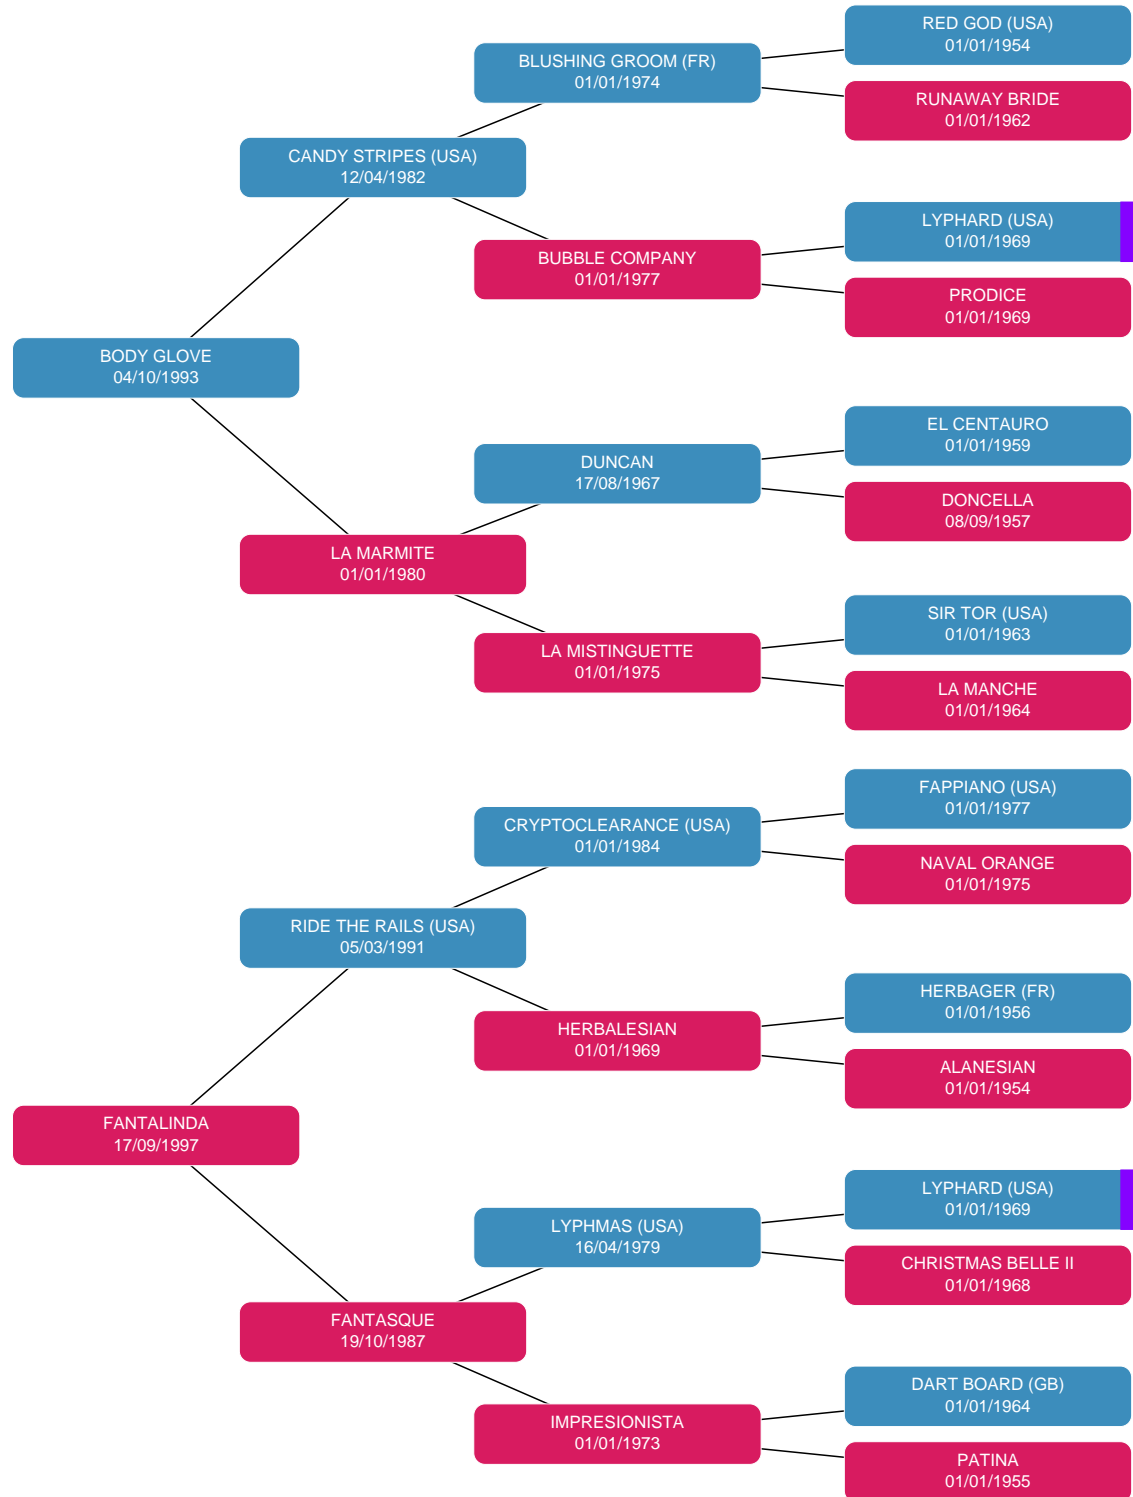 RED GOD (USA)
01/01/1954
BLUSHING GROOM (FR)
01/01/1974
RUNAWAY BRIDE
01/01/1962
CANDY STRIPES (USA)
12/04/1982
LYPHARD (USA)
01/01/1969
BUBBLE COMPANY
01/01/1977
PRODICE
01/01/1969
BODY GLOVE
04/10/1993
EL CENTAURO
01/01/1959
DUNCAN
17/08/1967
DONCELLA
08/09/1957
LA MARMITE
01/01/1980
SIR TOR (USA)
01/01/1963
LA MISTINGUETTE
01/01/1975
LA MANCHE
01/01/1964
FAPPIANO (USA)
01/01/1977
CRYPTOCLEARANCE (USA)
01/01/1984
NAVAL ORANGE
01/01/1975
RIDE THE RAILS (USA)
05/03/1991
HERBAGER (FR)
01/01/1956
HERBALESIAN
01/01/1969
ALANESIAN
01/01/1954
FANTALINDA
17/09/1997
LYPHARD (USA)
01/01/1969
LYPHMAS (USA)
16/04/1979
CHRISTMAS BELLE II
01/01/1968
FANTASQUE
19/10/1987
DART BOARD (GB)
01/01/1964
IMPRESIONISTA
01/01/1973
PATINA
01/01/1955